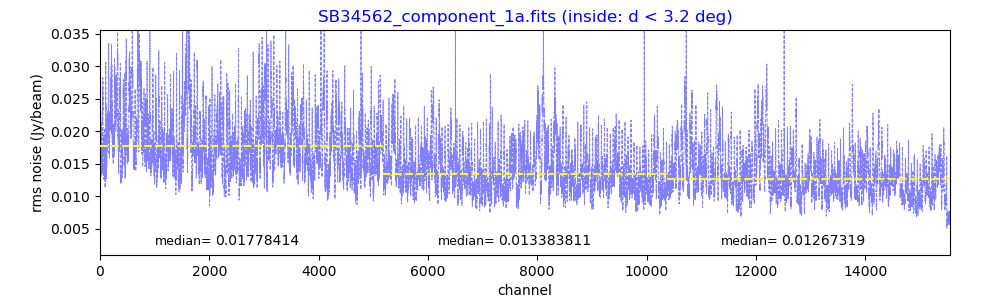 SB34562_component_1a.fits (inside: d < 3.2 deg)
0.035
0.030
0.025
0.020
0.015
0.010
0.005
rms noise (Jy/beam)
median= 0.01778414
median= 0.013383811
median= 0.01267319
0 2000 4000 6000 8000 10000 12000 14000
channel